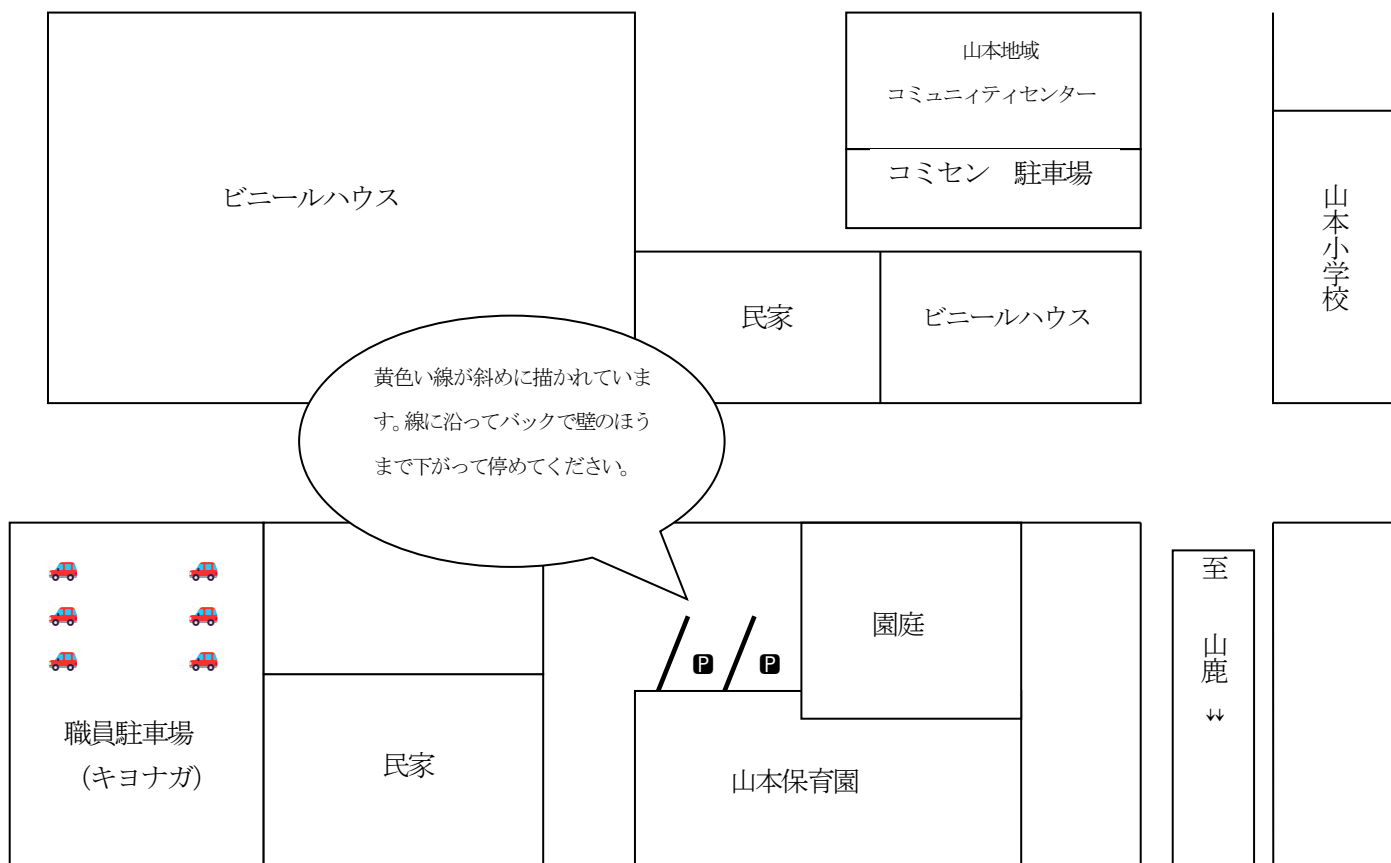 山本地域
コミュニィティセンター
コミセン　駐車場
ビニールハウス
山本小学校
民家
ビニールハウス
黄色い線が斜めに描かれていま
す。線に沿ってバックで壁のほう
まで下がって停めてください。
至　山鹿
園庭
P
P
職員駐車場
（キヨナガ）
民家
山本保育園